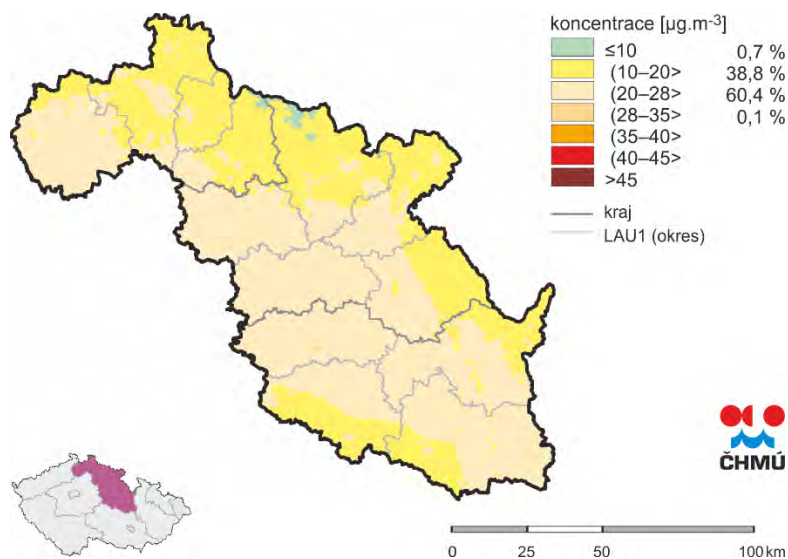 koncentrace [µg.m-³]
≤10 0,7 %
(10–20> 38,8 %
(20–28> 60,4 %
(28–35> 0,1 %
(35–40>
(40–45>
>45
kraj
LAU1 (okres)
ČHMÚ
0 25 50 100 km